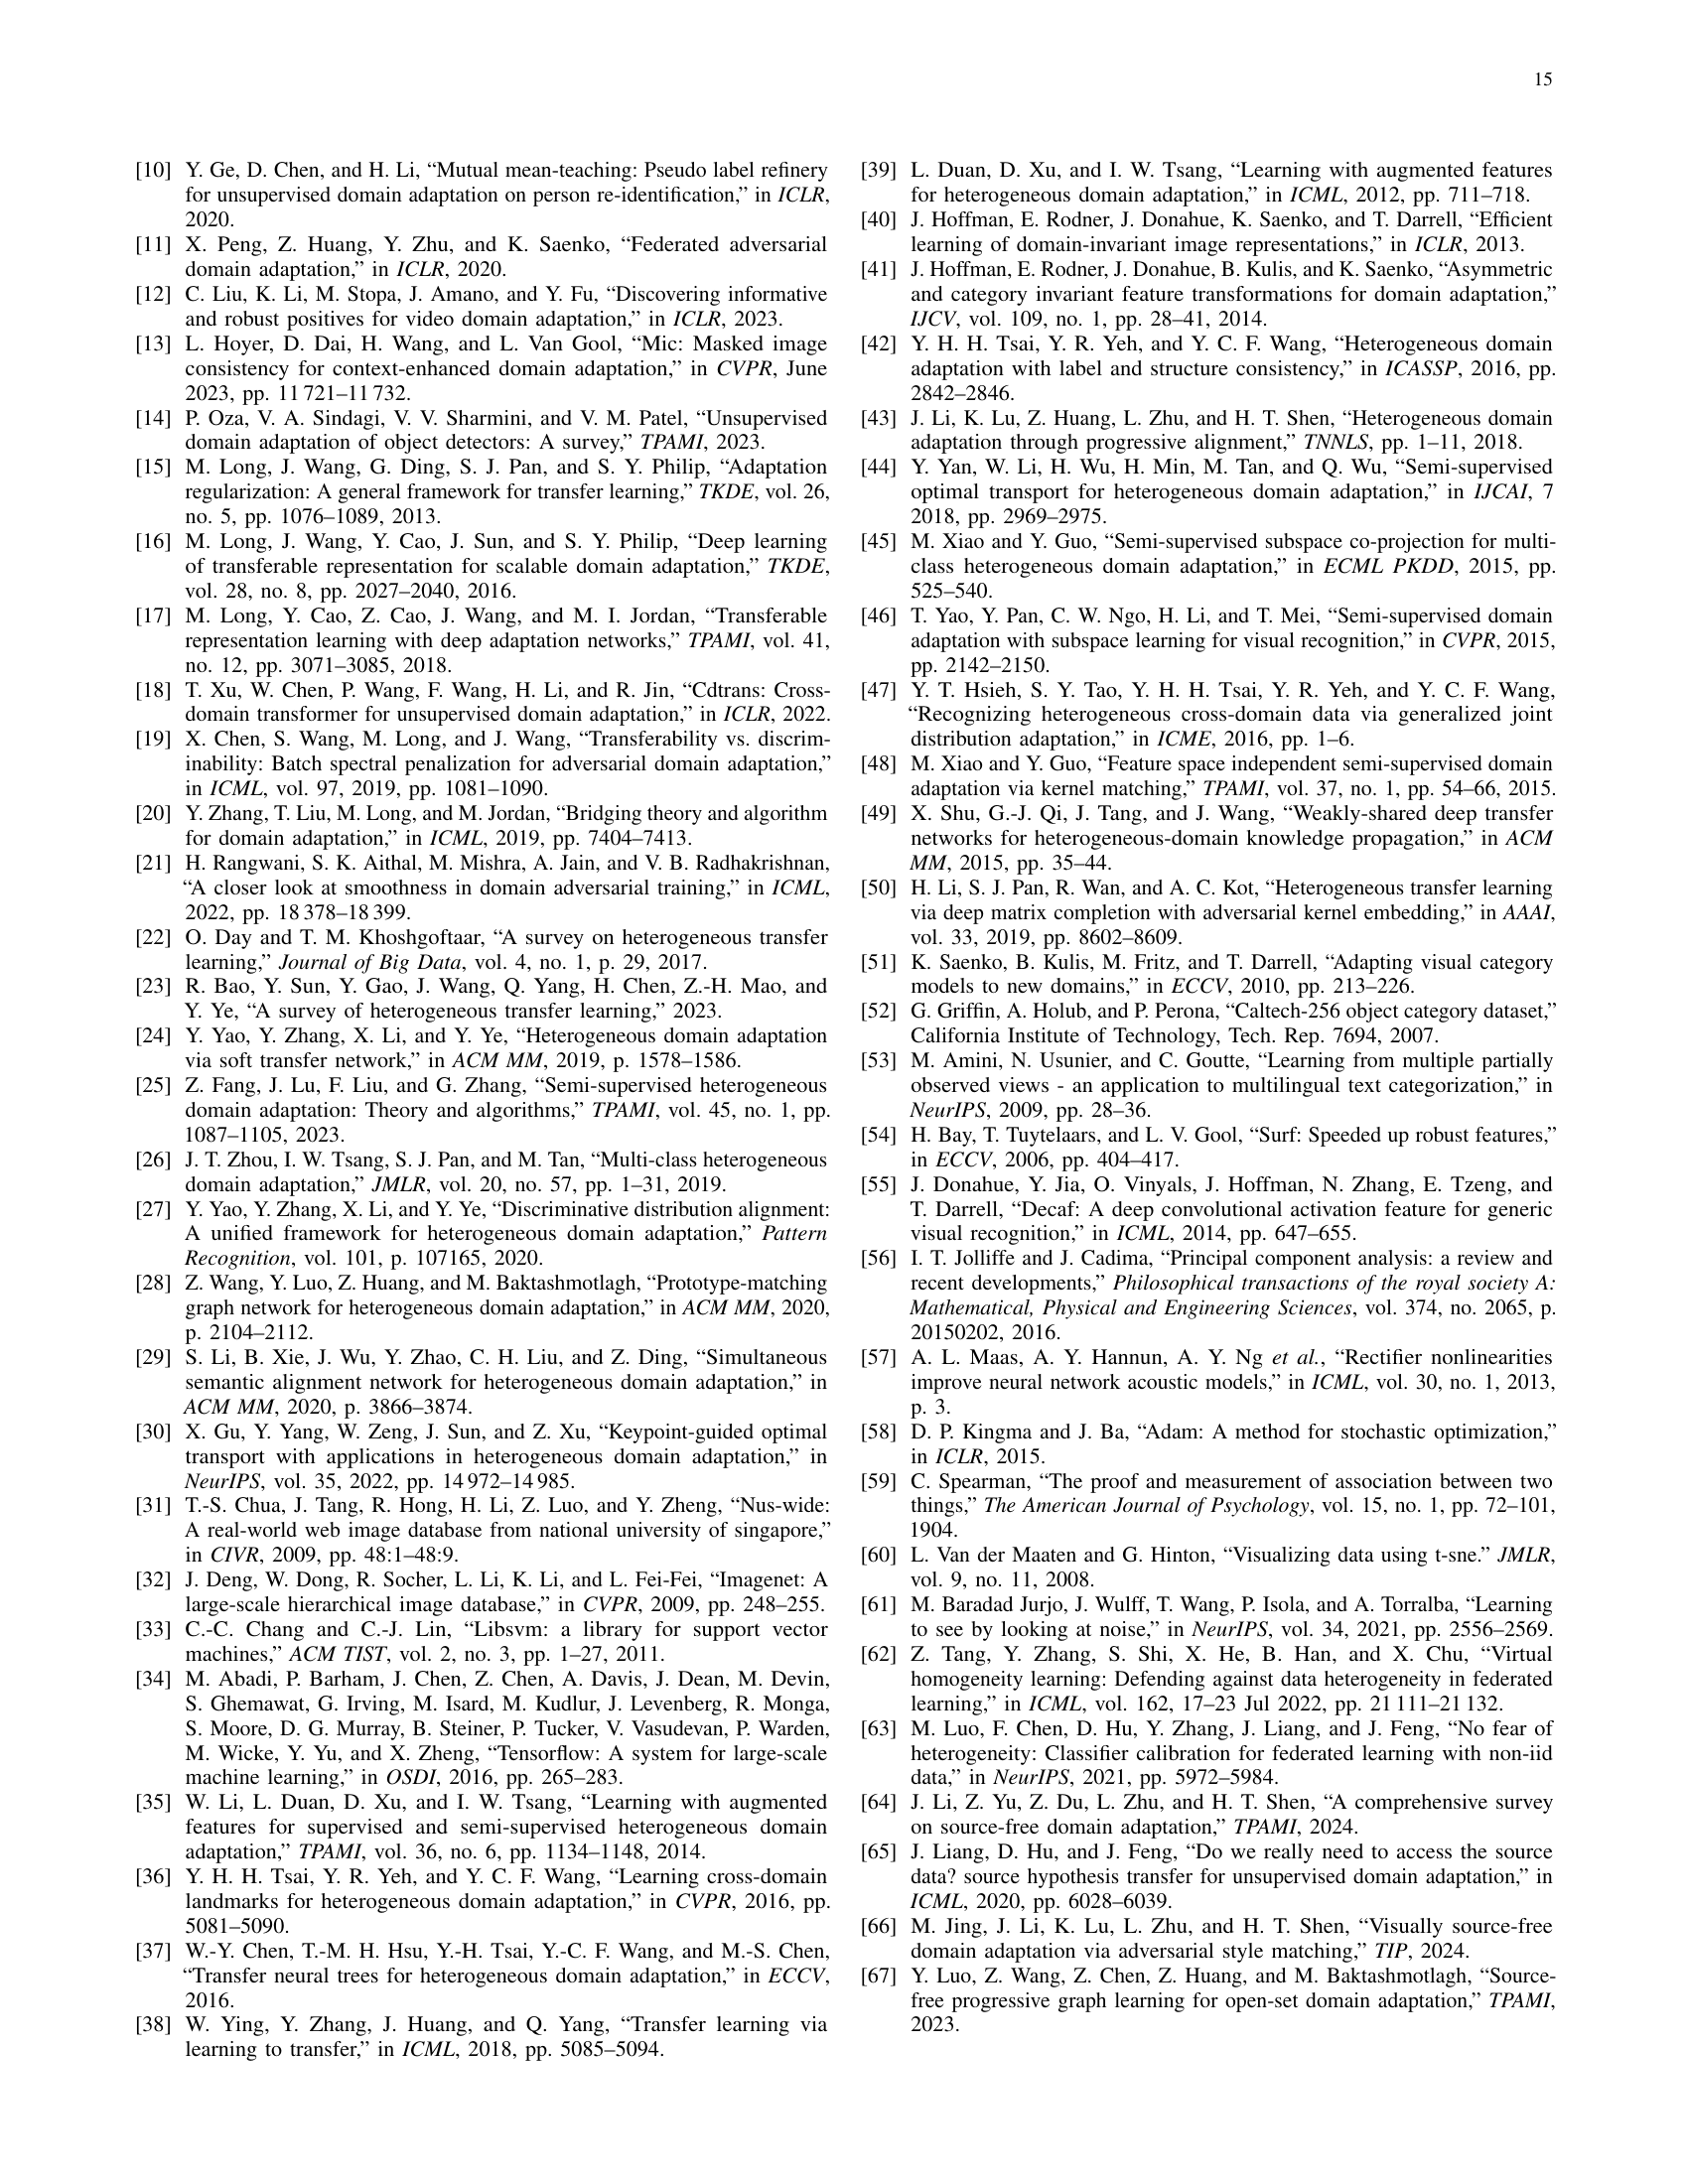 15
[10] Y. Ge, D. Chen, and H. Li, “Mutual mean-teaching: Pseudo label refinery
for unsupervised domain adaptation on person re-identification,” in ICLR,
2020.
[11] X. Peng, Z. Huang, Y. Zhu, and K. Saenko, “Federated adversarial
domain adaptation,” in ICLR, 2020.
[12] C. Liu, K. Li, M. Stopa, J. Amano, and Y. Fu, “Discovering informative
and robust positives for video domain adaptation,” in ICLR, 2023.
[13] L. Hoyer, D. Dai, H. Wang, and L. Van Gool, “Mic: Masked image
consistency for context-enhanced domain adaptation,” in CVPR, June
2023, pp. 11 721–11 732.
[14] P. Oza, V. A. Sindagi, V. V. Sharmini, and V. M. Patel, “Unsupervised
domain adaptation of object detectors: A survey,” TPAMI, 2023.
[15] M. Long, J. Wang, G. Ding, S. J. Pan, and S. Y. Philip, “Adaptation
regularization: A general framework for transfer learning,” TKDE, vol. 26,
no. 5, pp. 1076–1089, 2013.
[16] M. Long, J. Wang, Y. Cao, J. Sun, and S. Y. Philip, “Deep learning
of transferable representation for scalable domain adaptation,” TKDE,
vol. 28, no. 8, pp. 2027–2040, 2016.
[17] M. Long, Y. Cao, Z. Cao, J. Wang, and M. I. Jordan, “Transferable
representation learning with deep adaptation networks,” TPAMI, vol. 41,
no. 12, pp. 3071–3085, 2018.
[18] T. Xu, W. Chen, P. Wang, F. Wang, H. Li, and R. Jin, “Cdtrans: Cross-
domain transformer for unsupervised domain adaptation,” in ICLR, 2022.
[19] X. Chen, S. Wang, M. Long, and J. Wang, “Transferability vs. discrim-
inability: Batch spectral penalization for adversarial domain adaptation,”
in ICML, vol. 97, 2019, pp. 1081–1090.
[20] Y. Zhang, T. Liu, M. Long, and M. Jordan, “Bridging theory and algorithm
for domain adaptation,” in ICML, 2019, pp. 7404–7413.
[21] H. Rangwani, S. K. Aithal, M. Mishra, A. Jain, and V. B. Radhakrishnan,
“A closer look at smoothness in domain adversarial training,” in ICML,
2022, pp. 18 378–18 399.
[22] O. Day and T. M. Khoshgoftaar, “A survey on heterogeneous transfer
learning,” Journal of Big Data, vol. 4, no. 1, p. 29, 2017.
[23] R. Bao, Y. Sun, Y. Gao, J. Wang, Q. Yang, H. Chen, Z.-H. Mao, and
Y. Ye, “A survey of heterogeneous transfer learning,” 2023.
[24] Y. Yao, Y. Zhang, X. Li, and Y. Ye, “Heterogeneous domain adaptation
via soft transfer network,” in ACM MM, 2019, p. 1578–1586.
[25] Z. Fang, J. Lu, F. Liu, and G. Zhang, “Semi-supervised heterogeneous
domain adaptation: Theory and algorithms,” TPAMI, vol. 45, no. 1, pp.
1087–1105, 2023.
[26] J. T. Zhou, I. W. Tsang, S. J. Pan, and M. Tan, “Multi-class heterogeneous
domain adaptation,” JMLR, vol. 20, no. 57, pp. 1–31, 2019.
[27] Y. Yao, Y. Zhang, X. Li, and Y. Ye, “Discriminative distribution alignment:
A unified framework for heterogeneous domain adaptation,” Pattern
Recognition, vol. 101, p. 107165, 2020.
[28] Z. Wang, Y. Luo, Z. Huang, and M. Baktashmotlagh, “Prototype-matching
graph network for heterogeneous domain adaptation,” in ACM MM, 2020,
p. 2104–2112.
[29] S. Li, B. Xie, J. Wu, Y. Zhao, C. H. Liu, and Z. Ding, “Simultaneous
semantic alignment network for heterogeneous domain adaptation,” in
ACM MM, 2020, p. 3866–3874.
[30] X. Gu, Y. Yang, W. Zeng, J. Sun, and Z. Xu, “Keypoint-guided optimal
transport with applications in heterogeneous domain adaptation,” in
NeurIPS, vol. 35, 2022, pp. 14 972–14 985.
[31] T.-S. Chua, J. Tang, R. Hong, H. Li, Z. Luo, and Y. Zheng, “Nus-wide:
A real-world web image database from national university of singapore,”
in CIVR, 2009, pp. 48:1–48:9.
[32] J. Deng, W. Dong, R. Socher, L. Li, K. Li, and L. Fei-Fei, “Imagenet: A
large-scale hierarchical image database,” in CVPR, 2009, pp. 248–255.
[33] C.-C. Chang and C.-J. Lin, “Libsvm: a library for support vector
machines,” ACM TIST, vol. 2, no. 3, pp. 1–27, 2011.
[34] M. Abadi, P. Barham, J. Chen, Z. Chen, A. Davis, J. Dean, M. Devin,
S. Ghemawat, G. Irving, M. Isard, M. Kudlur, J. Levenberg, R. Monga,
S. Moore, D. G. Murray, B. Steiner, P. Tucker, V. Vasudevan, P. Warden,
M. Wicke, Y. Yu, and X. Zheng, “Tensorflow: A system for large-scale
machine learning,” in OSDI, 2016, pp. 265–283.
[35] W. Li, L. Duan, D. Xu, and I. W. Tsang, “Learning with augmented
features for supervised and semi-supervised heterogeneous domain
adaptation,” TPAMI, vol. 36, no. 6, pp. 1134–1148, 2014.
[36] Y. H. H. Tsai, Y. R. Yeh, and Y. C. F. Wang, “Learning cross-domain
landmarks for heterogeneous domain adaptation,” in CVPR, 2016, pp.
5081–5090.
[37] W.-Y. Chen, T.-M. H. Hsu, Y.-H. Tsai, Y.-C. F. Wang, and M.-S. Chen,
“Transfer neural trees for heterogeneous domain adaptation,” in ECCV,
2016.
[38] W. Ying, Y. Zhang, J. Huang, and Q. Yang, “Transfer learning via
learning to transfer,” in ICML, 2018, pp. 5085–5094.
[39] L. Duan, D. Xu, and I. W. Tsang, “Learning with augmented features
for heterogeneous domain adaptation,” in ICML, 2012, pp. 711–718.
[40] J. Hoffman, E. Rodner, J. Donahue, K. Saenko, and T. Darrell, “Efficient
learning of domain-invariant image representations,” in ICLR, 2013.
[41] J. Hoffman, E. Rodner, J. Donahue, B. Kulis, and K. Saenko, “Asymmetric
and category invariant feature transformations for domain adaptation,”
IJCV, vol. 109, no. 1, pp. 28–41, 2014.
[42] Y. H. H. Tsai, Y. R. Yeh, and Y. C. F. Wang, “Heterogeneous domain
adaptation with label and structure consistency,” in ICASSP, 2016, pp.
2842–2846.
[43] J. Li, K. Lu, Z. Huang, L. Zhu, and H. T. Shen, “Heterogeneous domain
adaptation through progressive alignment,” TNNLS, pp. 1–11, 2018.
[44] Y. Yan, W. Li, H. Wu, H. Min, M. Tan, and Q. Wu, “Semi-supervised
optimal transport for heterogeneous domain adaptation,” in IJCAI, 7
2018, pp. 2969–2975.
[45] M. Xiao and Y. Guo, “Semi-supervised subspace co-projection for multi-
class heterogeneous domain adaptation,” in ECML PKDD, 2015, pp.
525–540.
[46] T. Yao, Y. Pan, C. W. Ngo, H. Li, and T. Mei, “Semi-supervised domain
adaptation with subspace learning for visual recognition,” in CVPR, 2015,
pp. 2142–2150.
[47] Y. T. Hsieh, S. Y. Tao, Y. H. H. Tsai, Y. R. Yeh, and Y. C. F. Wang,
“Recognizing heterogeneous cross-domain data via generalized joint
distribution adaptation,” in ICME, 2016, pp. 1–6.
[48] M. Xiao and Y. Guo, “Feature space independent semi-supervised domain
adaptation via kernel matching,” TPAMI, vol. 37, no. 1, pp. 54–66, 2015.
[49] X. Shu, G.-J. Qi, J. Tang, and J. Wang, “Weakly-shared deep transfer
networks for heterogeneous-domain knowledge propagation,” in ACM
MM, 2015, pp. 35–44.
[50] H. Li, S. J. Pan, R. Wan, and A. C. Kot, “Heterogeneous transfer learning
via deep matrix completion with adversarial kernel embedding,” in AAAI,
vol. 33, 2019, pp. 8602–8609.
[51] K. Saenko, B. Kulis, M. Fritz, and T. Darrell, “Adapting visual category
models to new domains,” in ECCV, 2010, pp. 213–226.
[52] G. Griffin, A. Holub, and P. Perona, “Caltech-256 object category dataset,”
California Institute of Technology, Tech. Rep. 7694, 2007.
[53] M. Amini, N. Usunier, and C. Goutte, “Learning from multiple partially
observed views - an application to multilingual text categorization,” in
NeurIPS, 2009, pp. 28–36.
[54] H. Bay, T. Tuytelaars, and L. V. Gool, “Surf: Speeded up robust features,”
in ECCV, 2006, pp. 404–417.
[55] J. Donahue, Y. Jia, O. Vinyals, J. Hoffman, N. Zhang, E. Tzeng, and
T. Darrell, “Decaf: A deep convolutional activation feature for generic
visual recognition,” in ICML, 2014, pp. 647–655.
[56] I. T. Jolliffe and J. Cadima, “Principal component analysis: a review and
recent developments,” Philosophical transactions of the royal society A:
Mathematical, Physical and Engineering Sciences, vol. 374, no. 2065, p.
20150202, 2016.
[57] A. L. Maas, A. Y. Hannun, A. Y. Ng et al., “Rectifier nonlinearities
improve neural network acoustic models,” in ICML, vol. 30, no. 1, 2013,
p. 3.
[58] D. P. Kingma and J. Ba, “Adam: A method for stochastic optimization,”
in ICLR, 2015.
[59] C. Spearman, “The proof and measurement of association between two
things,” The American Journal of Psychology, vol. 15, no. 1, pp. 72–101,
1904.
[60] L. Van der Maaten and G. Hinton, “Visualizing data using t-sne.” JMLR,
vol. 9, no. 11, 2008.
[61] M. Baradad Jurjo, J. Wulff, T. Wang, P. Isola, and A. Torralba, “Learning
to see by looking at noise,” in NeurIPS, vol. 34, 2021, pp. 2556–2569.
[62] Z. Tang, Y. Zhang, S. Shi, X. He, B. Han, and X. Chu, “Virtual
homogeneity learning: Defending against data heterogeneity in federated
learning,” in ICML, vol. 162, 17–23 Jul 2022, pp. 21 111–21 132.
[63] M. Luo, F. Chen, D. Hu, Y. Zhang, J. Liang, and J. Feng, “No fear of
heterogeneity: Classifier calibration for federated learning with non-iid
data,” in NeurIPS, 2021, pp. 5972–5984.
[64] J. Li, Z. Yu, Z. Du, L. Zhu, and H. T. Shen, “A comprehensive survey
on source-free domain adaptation,” TPAMI, 2024.
[65] J. Liang, D. Hu, and J. Feng, “Do we really need to access the source
data? source hypothesis transfer for unsupervised domain adaptation,” in
ICML, 2020, pp. 6028–6039.
[66] M. Jing, J. Li, K. Lu, L. Zhu, and H. T. Shen, “Visually source-free
domain adaptation via adversarial style matching,” TIP, 2024.
[67] Y. Luo, Z. Wang, Z. Chen, Z. Huang, and M. Baktashmotlagh, “Source-
free progressive graph learning for open-set domain adaptation,” TPAMI,
2023.